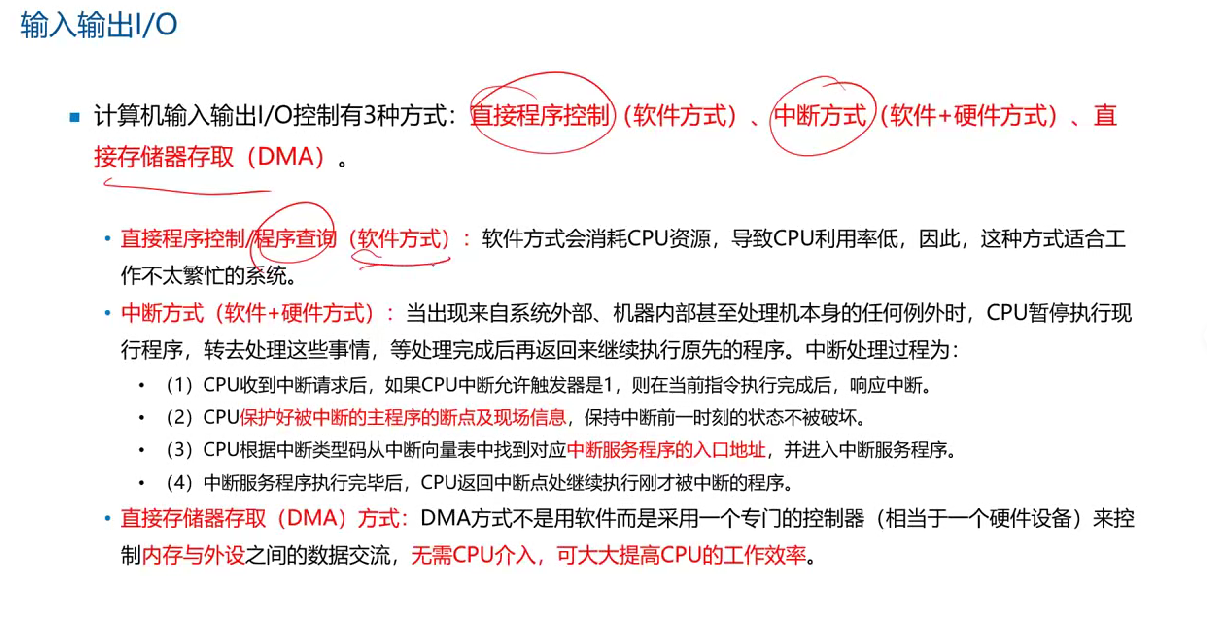 输入输出I/O
■ 计算机输入输出I/O控制有3种方式：直接程序控制（软件方式）、中断方式（软件+硬件方式）、直
接存储器存取（DMA）。
• 直接程序控制/程序查询（软件方式）：软件方式会消耗CPU资源，导致CPU利用率低，因此，这种方式适合工
作不太繁忙的系统。
• 中断方式（软件+硬件方式）：当出现来自系统外部、机器内部甚至处理机本身的任何例外时，CPU暂停执行现
行程序，转去处理这些事情，等处理完成后再返回来继续执行原先的程序。中断处理过程为：
• （1）CPU收到中断请求后，如果CPU中断允许触发器是1，则在当前指令执行完成后，响应中断。
• （2）CPU保护好被中断的主程序的断点及现场信息，保持中断前一时刻的状态不被破坏。
• （3）CPU根据中断类型码从中断向量表中找到对应中断服务程序的入口地址，并进入中断服务程序。
• （4）中断服务程序执行完毕后，CPU返回中断点处继续执行刚才被中断的程序。
• 直接存储器存取（DMA）方式：DMA方式不是用软件而是采用一个专门的控制器（相当于一个硬件设备）来控
制内存与外设之间的数据交流，无需CPU介入，可大大提高CPU的工作效率。